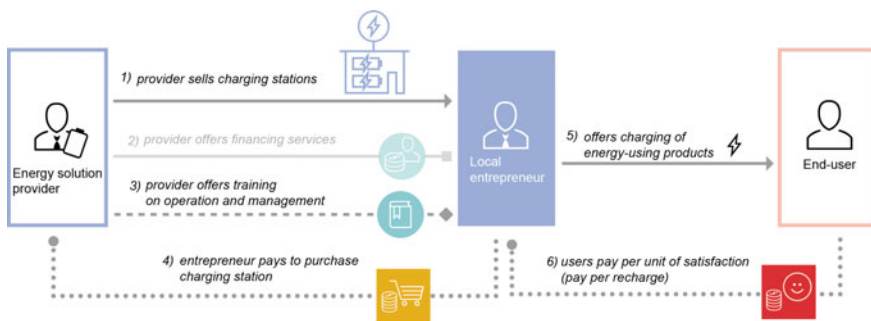 1) provider sells charging stations
2) provider offers financing services
3) provider offers training
on operation and management
Energy solution
provider
Local
entrepreneur
5) offers charging of
energy-using products
End-user
4) entrepreneur pays to purchase
charging station
6) users pay per unit of satisfaction
(pay per recharge)